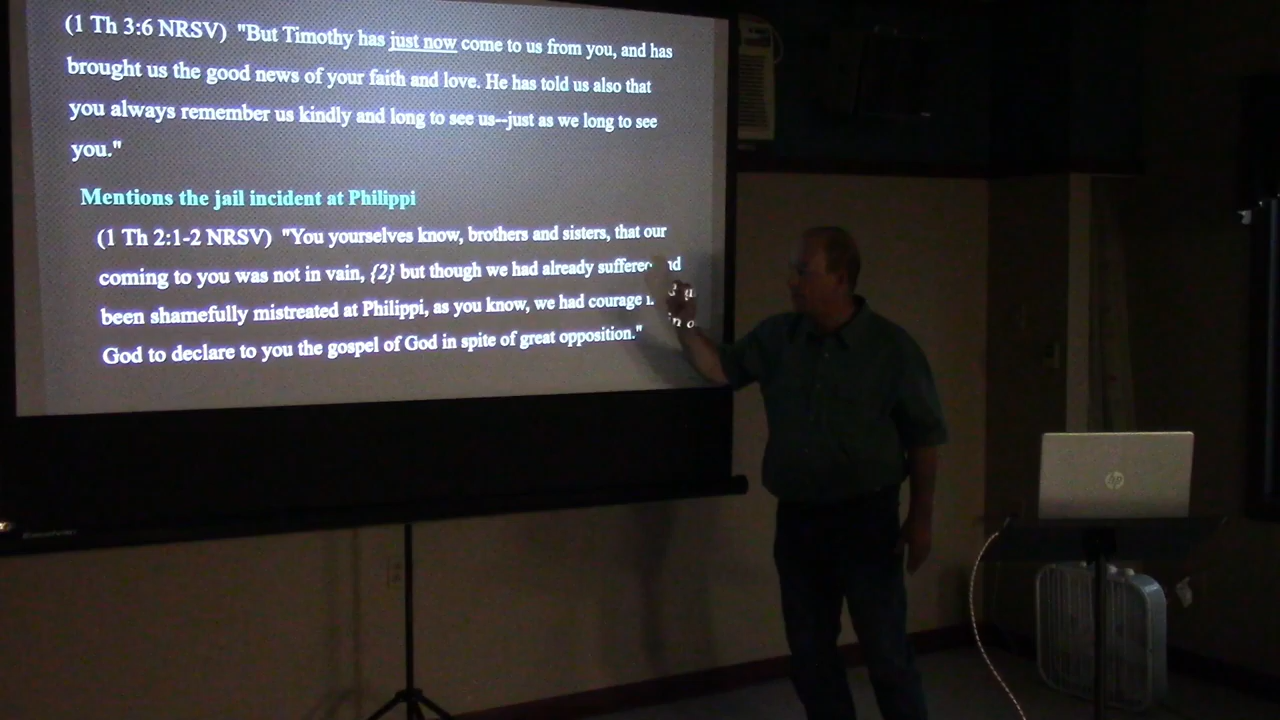 (1 Th 3:6 NRSV) "But Timothy has just now come to us from you, and has
brought us the good news of your faith and love. He has told us also that
you always remember us kindly and long to see us--just as we long to see
you."
Mentions the jail incident at Philippi
(1 Th 2:1-2 NRSV) "You yourselves know, brothers and sisters, that our
coming to you was not in vain, {2} but though we had already suffered and
been shamefully mistreated at Philippi, as you know, we had courage in
God to declare to you the gospel of God in spite of great opposition."
hp